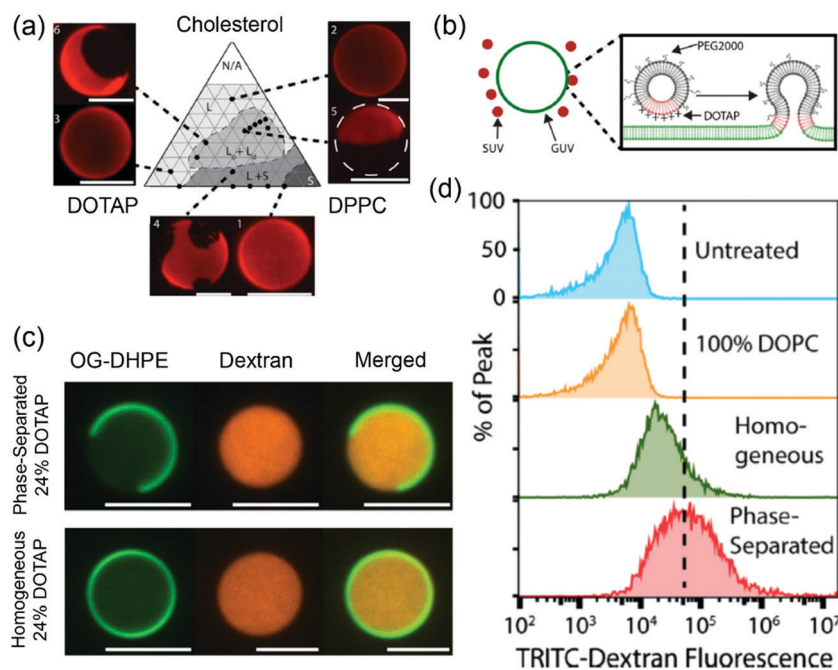 (a)
Cholesterol
6
2
N/A
L
3
5
Lo + Ld
L +S
S
DOTAP
DPPC
4
1
(b)
PEG2000
DOTAP
SUV
GUV
(c)
OG-DHPE
Dextran
Merged
Phase-Separated
24% DOTAP
Homogeneous
24% DOTAP
(d)
100
50
0
% of Peak
Untreated
100% DOPC
Homo-
geneous
Phase-
Separated
10² 10³ 10⁴ 10⁵ 10⁶ 10⁷
TRITC-Dextran Fluorescence